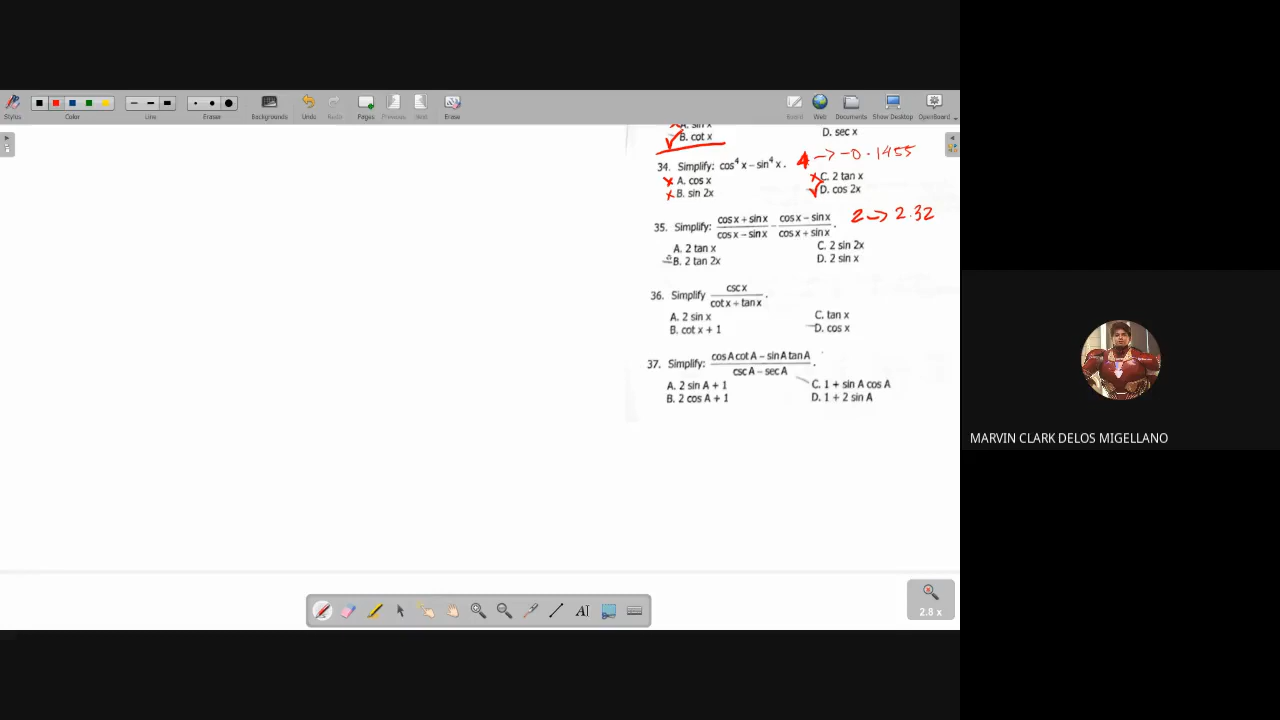 Stylus
Color
Line
Eraser
Backgrounds
Undo
Redo
Pages
Previous
Next
Erase
Board
Web
Documents
Show Desktop
OpenBoard
A. sin x
B. cot x
D. sec x
34. Simplify: cos⁴ x – sin⁴ x. 4 -> -0.1455
A. cos x
C. 2 tan x
B. sin 2x
D. cos 2x
35. Simplify: (cos x + sin x)/(cos x – sin x) – (cos x – sin x)/(cos x + sin x). 2 -> 2.32
A. 2 tan x
C. 2 sin 2x
B. 2 tan 2x
D. 2 sin x
36. Simplify csc x/(cot x + tan x).
A. 2 sin x
C. tan x
B. cot x + 1
D. cos x
37. Simplify: (cos A cot A – sin A tan A)/(csc A – sec A).
A. 2 sin A + 1
C. 1 + sin A cos A
B. 2 cos A + 1
D. 1 + 2 sin A
MARVIN CLARK DELOS MIGELLANO
2.8 x